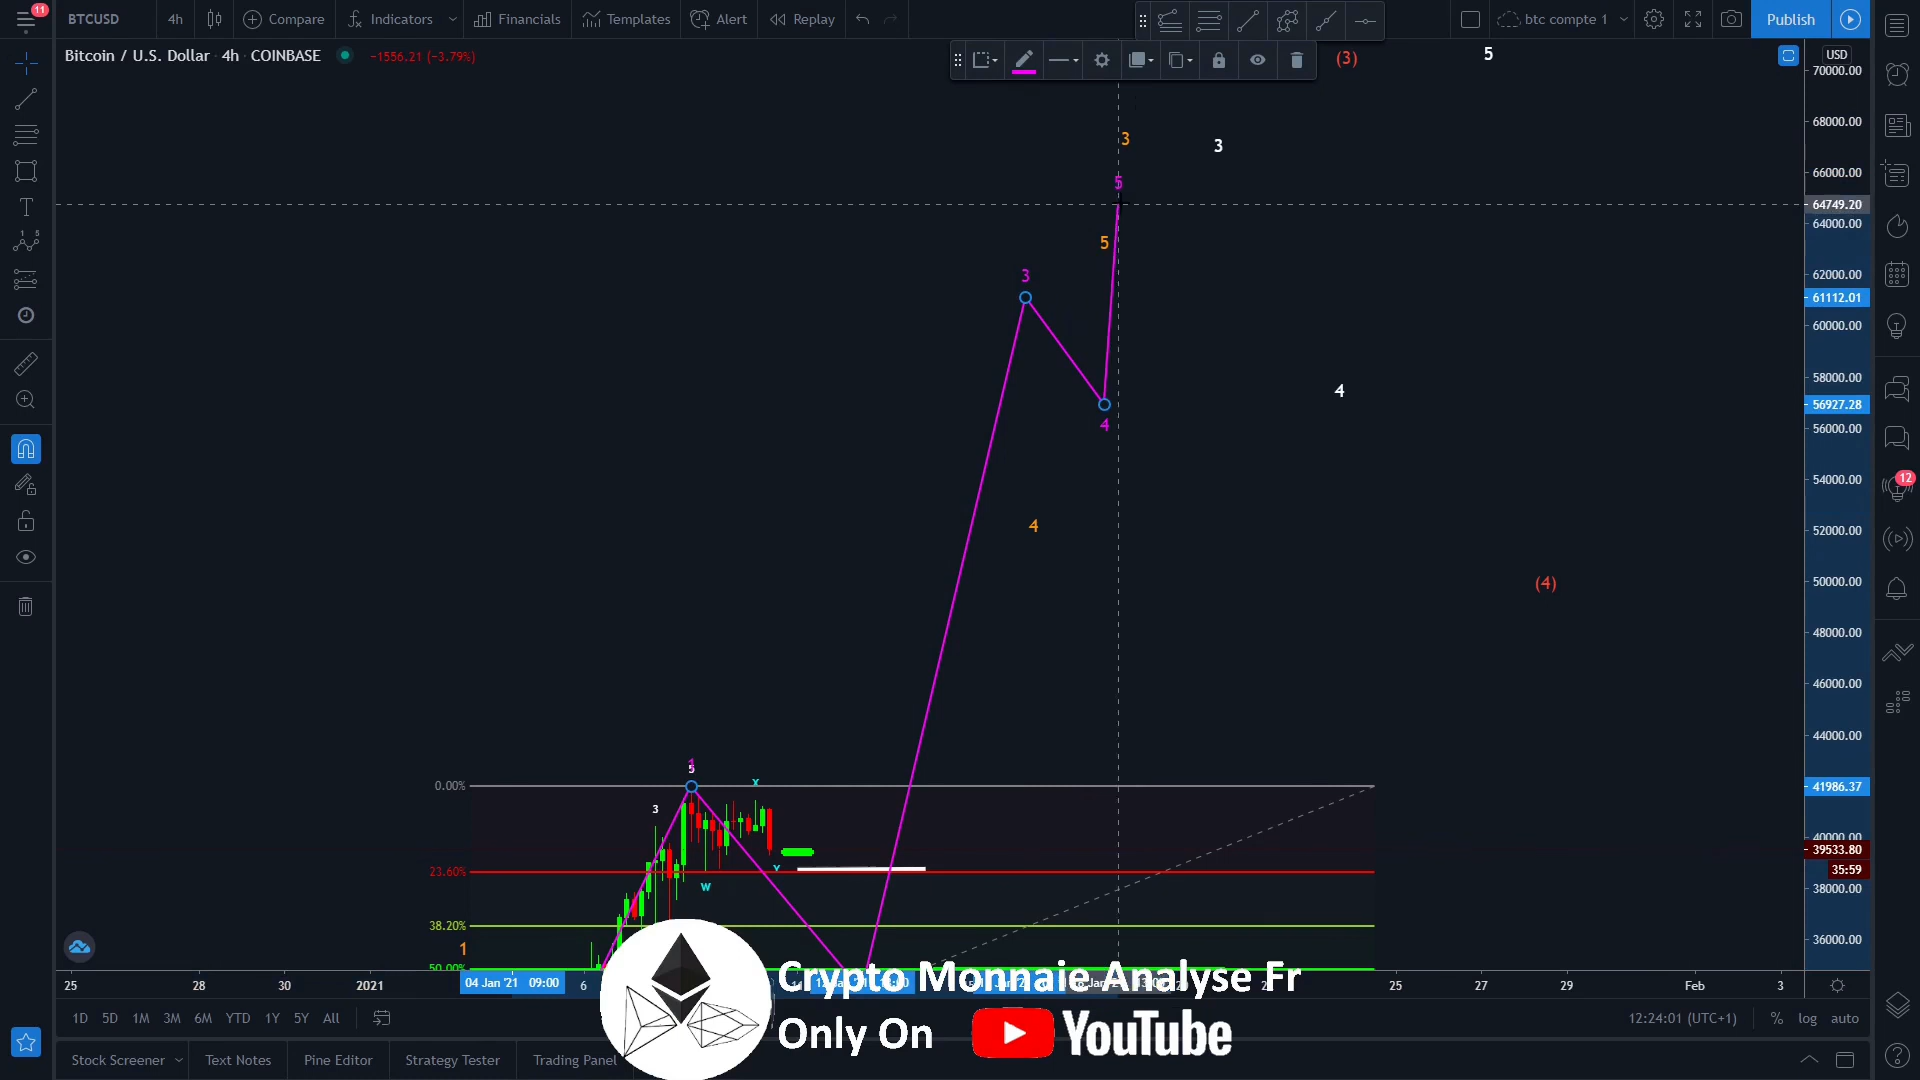 11
BTCUSD
4h
Compare
Indicators
Financials
Templates
Alert
Replay
btc compte 1
Publish
Bitcoin / U.S. Dollar · 4h · COINBASE
−1556.21 (−3.79%)
USD
(3)
5
3
3
5
5
3
4
4
4
(4)
70000.00
68000.00
66000.00
64749.20
64000.00
62000.00
61112.01
60000.00
58000.00
56927.28
56000.00
54000.00
52000.00
50000.00
48000.00
46000.00
44000.00
41986.37
40000.00
39533.80
35:59
38000.00
36000.00
12
5
3
X
W
Y
1
0.00%
23.60%
38.20%
50.00%
25
28
30
2021
04 Jan '21 09:00
6
25
27
29
Feb
3
Crypto Monnaie Analyse Fr
Only On YouTube
1D
5D
1M
3M
6M
YTD
1Y
5Y
All
12:24:01 (UTC+1)
%
log
auto
Stock Screener
Text Notes
Pine Editor
Strategy Tester
Trading Panel